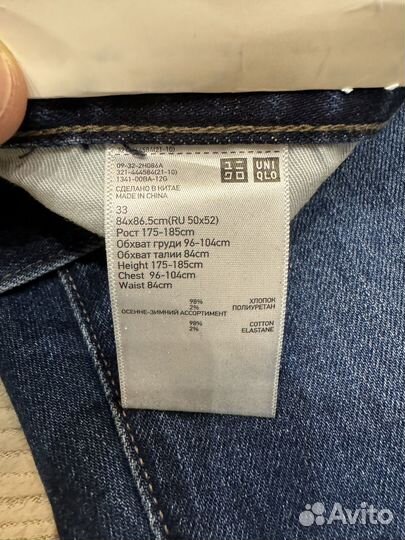 09-32-2H086A
321-444584(21-10)
1341-00BA-12G
СДЕЛАНО В КИТАЕ
MADE IN CHINA
UNI
QLO
33
84x86.5cm(RU 50x52)
Рост 175-185cm
Обхват груди 96-104cm
Обхват талии 84cm
Height 175-185cm
Chest 96-104cm
Waist 84cm
98% ХЛОПОК
2% ПОЛИУРЕТАН
ОСЕННЕ-ЗИМНИЙ АССОРТИМЕНТ
98% COTTON
2% ELASTANE
Avito